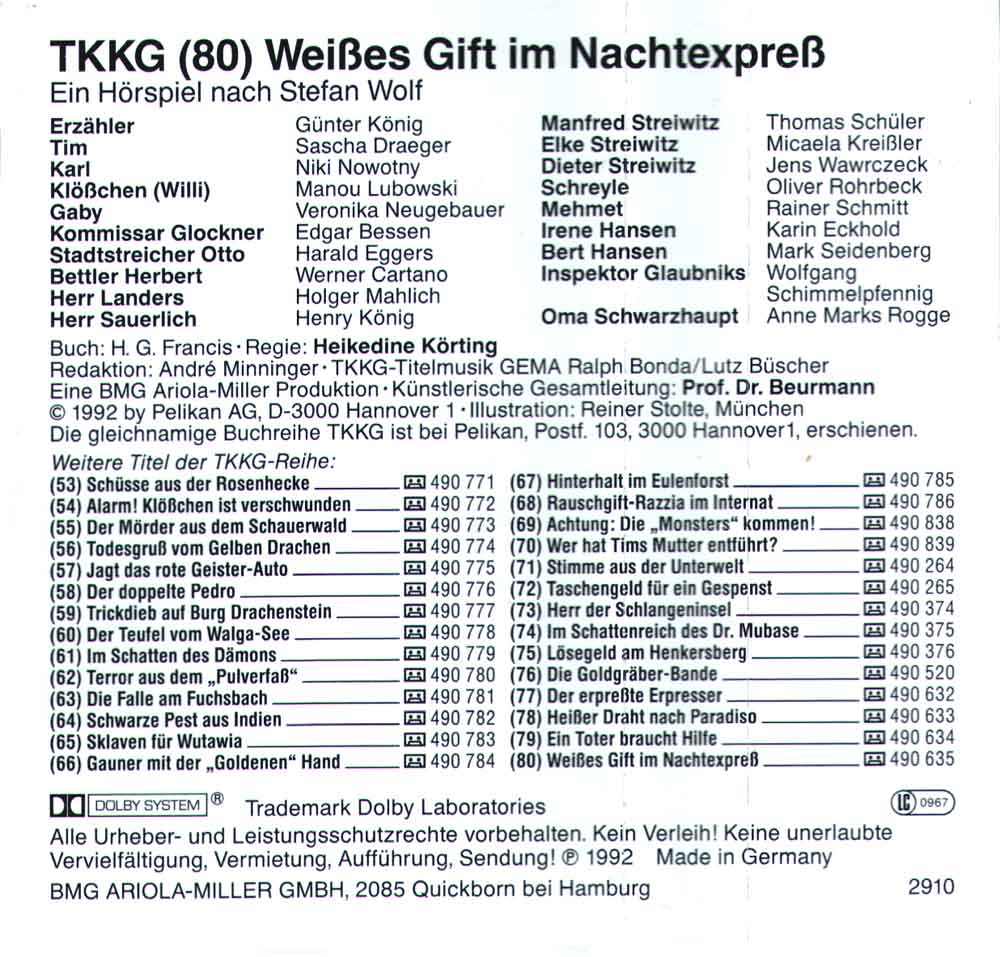 TKKG (80) Weißes Gift im Nachtexpreß
Ein Hörspiel nach Stefan Wolf
Erzähler Günter König
Tim Sascha Draeger
Karl Niki Nowotny
Klößchen (Willi) Manou Lubowski
Gaby Veronika Neugebauer
Kommissar Glockner Edgar Bessen
Stadtstreicher Otto Harald Eggers
Bettler Herbert Werner Cartano
Herr Landers Holger Mahlich
Herr Sauerlich Henry König
Manfred Streiwitz Thomas Schüler
Elke Streiwitz Micaela Kreißler
Dieter Streiwitz Jens Wawrczeck
Schreyle Oliver Rohrbeck
Mehmet Rainer Schmitt
Irene Hansen Karin Eckhold
Bert Hansen Mark Seidenberg
Inspektor Glaubniks Wolfgang
Schimmelpfennig
Oma Schwarzhaupt Anne Marks Rogge
Buch: H. G. Francis · Regie: Heikedine Körting
Redaktion: André Minninger · TKKG-Titelmusik GEMA Ralph Bonda/Lutz Büscher
Eine BMG Ariola-Miller Produktion · Künstlerische Gesamtleitung: Prof. Dr. Beurmann
© 1992 by Pelikan AG, D-3000 Hannover 1 · Illustration: Reiner Stolte, München
Die gleichnamige Buchreihe TKKG ist bei Pelikan, Postf. 103, 3000 Hannover1, erschienen.
Weitere Titel der TKKG-Reihe:
(53) Schüsse aus der Rosenhecke 490 771
(54) Alarm! Klößchen ist verschwunden 490 772
(55) Der Mörder aus dem Schauerwald 490 773
(56) Todesgruß vom Gelben Drachen 490 774
(57) Jagt das rote Geister-Auto 490 775
(58) Der doppelte Pedro 490 776
(59) Trickdieb auf Burg Drachenstein 490 777
(60) Der Teufel vom Walga-See 490 778
(61) Im Schatten des Dämons 490 779
(62) Terror aus dem „Pulverfaß“ 490 780
(63) Die Falle am Fuchsbach 490 781
(64) Schwarze Pest aus Indien 490 782
(65) Sklaven für Wutawia 490 783
(66) Gauner mit der „Goldenen“ Hand 490 784
(67) Hinterhalt im Eulenforst 490 785
(68) Rauschgift-Razzia im Internat 490 786
(69) Achtung: Die „Monsters“ kommen! 490 838
(70) Wer hat Tims Mutter entführt? 490 839
(71) Stimme aus der Unterwelt 490 264
(72) Taschengeld für ein Gespenst 490 265
(73) Herr der Schlangeninsel 490 374
(74) Im Schattenreich des Dr. Mubase 490 375
(75) Lösegeld am Henkersberg 490 376
(76) Die Goldgräber-Bande 490 520
(77) Der erpreßte Erpresser 490 632
(78) Heißer Draht nach Paradiso 490 633
(79) Ein Toter braucht Hilfe 490 634
(80) Weißes Gift im Nachtexpreß 490 635
DOLBY SYSTEM ® Trademark Dolby Laboratories
LC 0967
Alle Urheber- und Leistungsschutzrechte vorbehalten. Kein Verleih! Keine unerlaubte
Vervielfältigung, Vermietung, Aufführung, Sendung! ℗ 1992 Made in Germany
BMG ARIOLA-MILLER GMBH, 2085 Quickborn bei Hamburg 2910